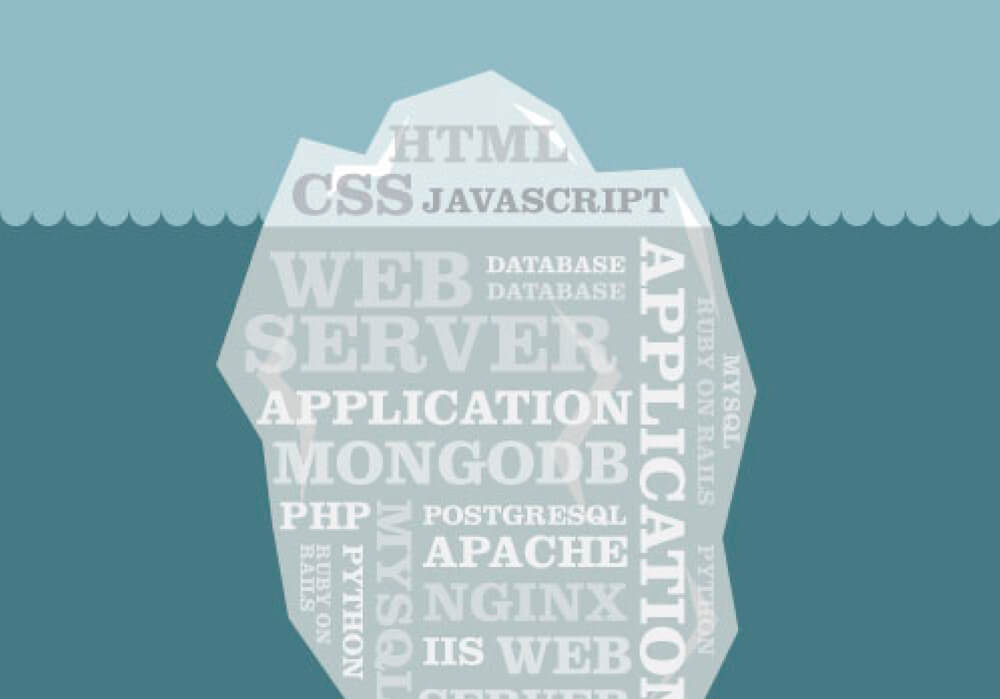 HTML
CSS JAVASCRIPT
WEB
DATABASE
DATABASE
SERVER
APPLICATION
MONGODB
PHP
POSTGRESQL
APACHE
NGINX
IIS WEB
SERVER
RUBY ON
RAILS
PYTHON
MYSQL
APPLICATION
RUBY ON RAILS
MYSQL
PYTHON